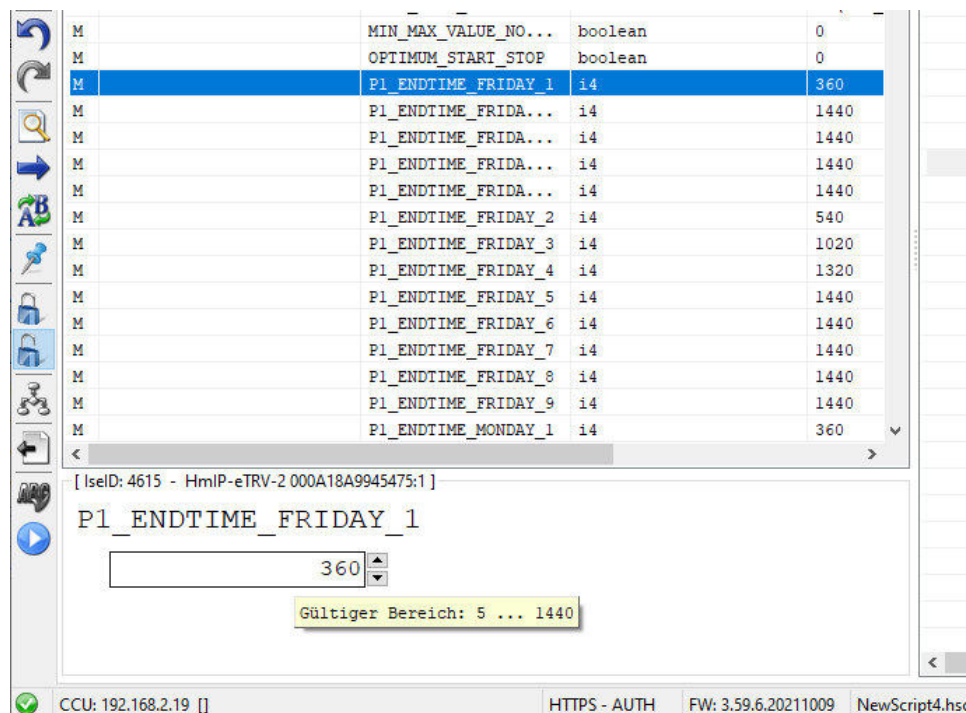 M MIN_MAX_VALUE_NO... boolean 0
M OPTIMUM_START_STOP boolean 0
M P1_ENDTIME_FRIDAY_1 i4 360
M P1_ENDTIME_FRIDA... i4 1440
M P1_ENDTIME_FRIDA... i4 1440
M P1_ENDTIME_FRIDA... i4 1440
M P1_ENDTIME_FRIDA... i4 1440
M P1_ENDTIME_FRIDAY_2 i4 540
M P1_ENDTIME_FRIDAY_3 i4 1020
M P1_ENDTIME_FRIDAY_4 i4 1320
M P1_ENDTIME_FRIDAY_5 i4 1440
M P1_ENDTIME_FRIDAY_6 i4 1440
M P1_ENDTIME_FRIDAY_7 i4 1440
M P1_ENDTIME_FRIDAY_8 i4 1440
M P1_ENDTIME_FRIDAY_9 i4 1440
M P1_ENDTIME_MONDAY_1 i4 360
[ IseID: 4615 - HmIP-eTRV-2 000A18A9945475:1 ]
P1_ENDTIME_FRIDAY_1
360
Gültiger Bereich: 5 ... 1440
CCU: 192.168.2.19 [] HTTPS - AUTH FW: 3.59.6.20211009 NewScript4.hsc